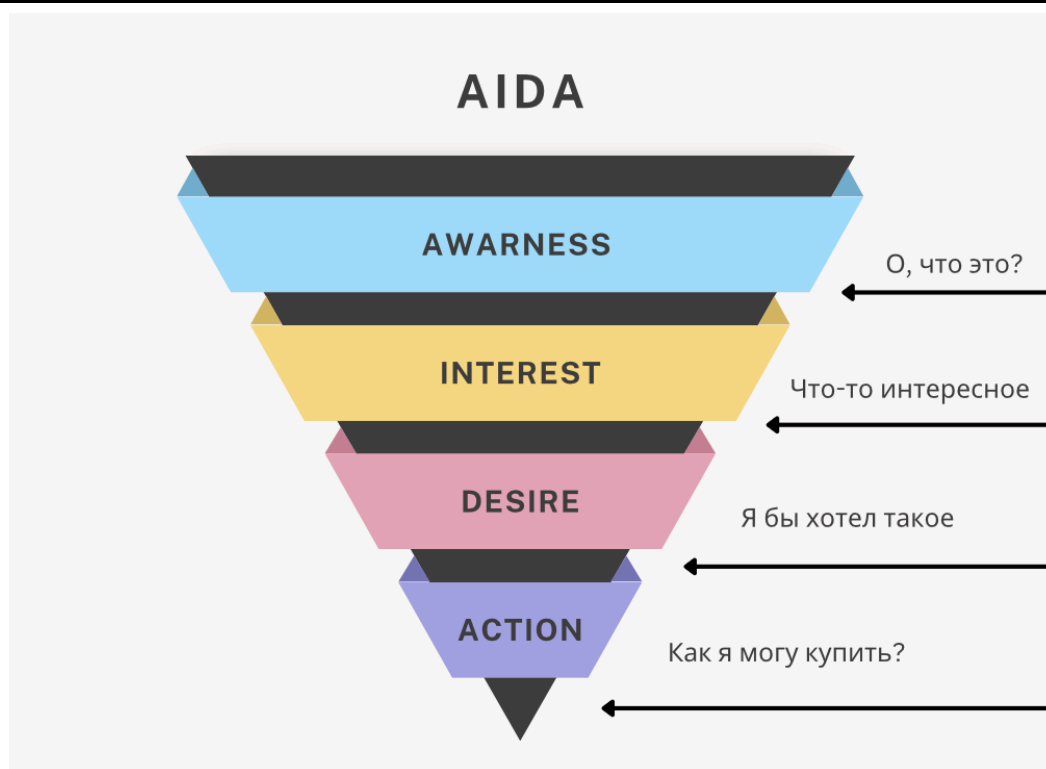 AIDA
AWARNESS
О, что это?
INTEREST
Что-то интересное
DESIRE
Я бы хотел такое
ACTION
Как я могу купить?